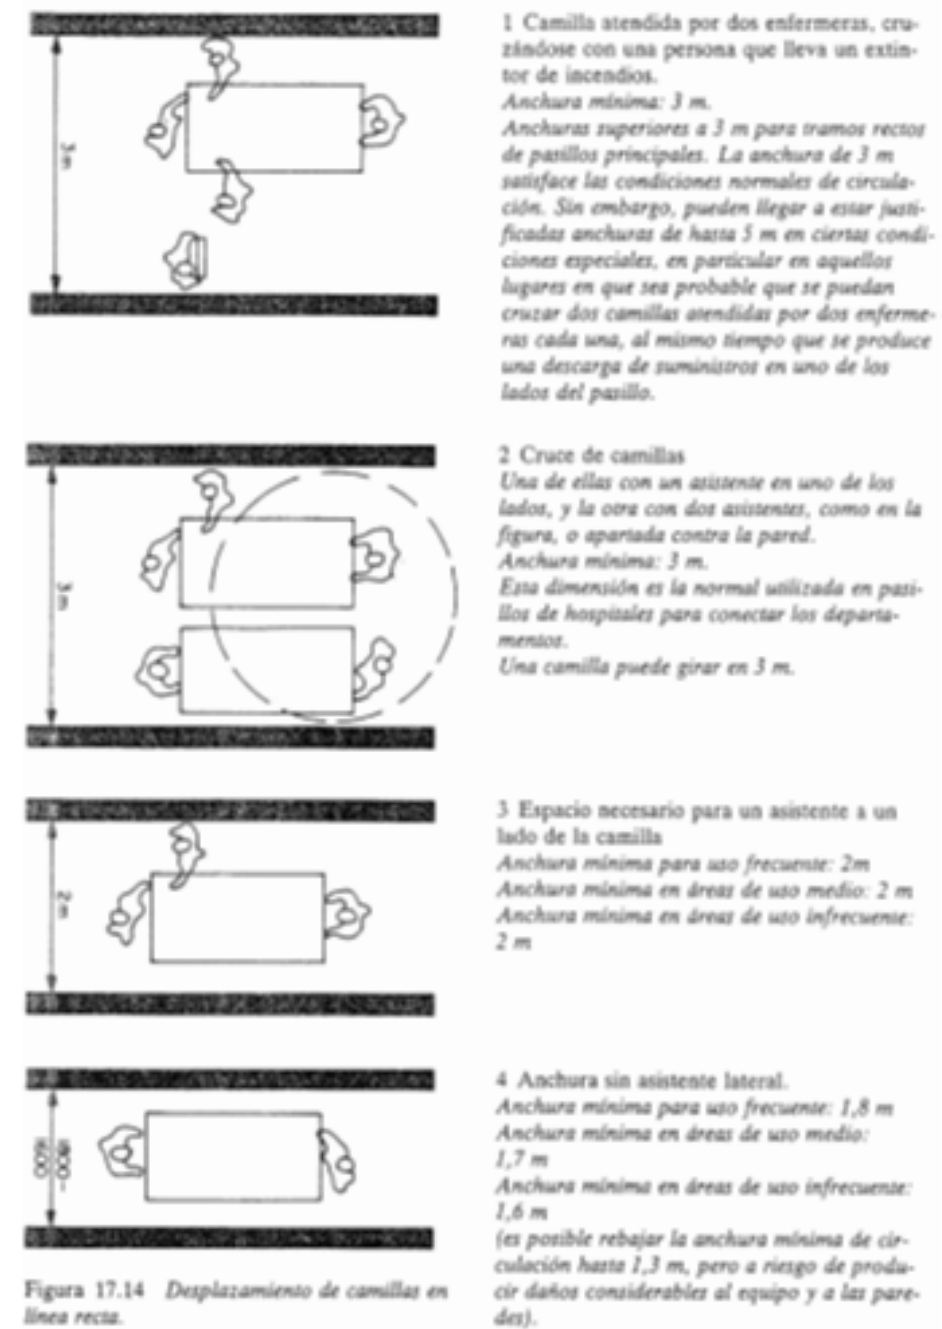 1 Camilla atendida por dos enfermeras, cru-
zándose con una persona que lleva un extin-
tor de incendios.
Anchura mínima: 3 m.
Anchuras superiores a 3 m para tramos rectos
de pasillos principales. La anchura de 3 m
satisface las condiciones normales de circula-
ción. Sin embargo, pueden llegar a estar justi-
ficadas anchuras de hasta 5 m en ciertas condi-
ciones especiales, en particular en aquellos
lugares en que sea probable que se puedan
cruzar dos camillas atendidas por dos enferme-
ras cada una, al mismo tiempo que se produce
una descarga de suministros en uno de los
lados del pasillo.
3 m
2 Cruce de camillas
Una de ellas con un asistente en uno de los
lados, y la otra con dos asistentes, como en la
figura, o apartada contra la pared.
Anchura mínima: 3 m.
Esta dimensión es la normal utilizada en pasi-
llos de hospitales para conectar los departa-
mentos.
Una camilla puede girar en 3 m.
3 m
3 Espacio necesario para un asistente a un
lado de la camilla
Anchura mínima para uso frecuente: 2m
Anchura mínima en áreas de uso medio: 2 m
Anchura mínima en áreas de uso infrecuente:
2 m
2 m
4 Anchura sin asistente lateral.
Anchura mínima para uso frecuente: 1,8 m
Anchura mínima en áreas de uso medio:
1,7 m
Anchura mínima en áreas de uso infrecuente:
1,6 m
(es posible rebajar la anchura mínima de cir-
culación hasta 1,3 m, pero a riesgo de produ-
cir daños considerables al equipo y a las pare-
des).
1800-
1600
Figura 17.14 Desplazamiento de camillas en
línea recta.